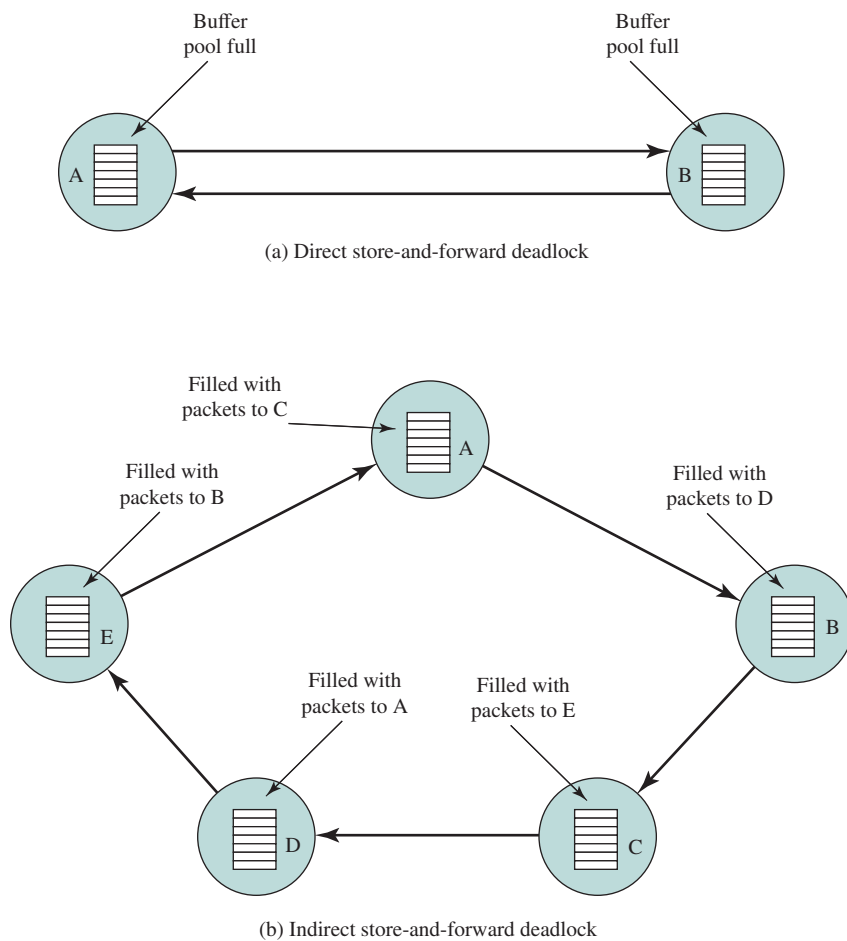 Buffer
pool full
Buffer
pool full
A
B
(a) Direct store-and-forward deadlock
Filled with
packets to C
A
Filled with
packets to B
Filled with
packets to D
E
B
Filled with
packets to A
Filled with
packets to E
D
C
(b) Indirect store-and-forward deadlock